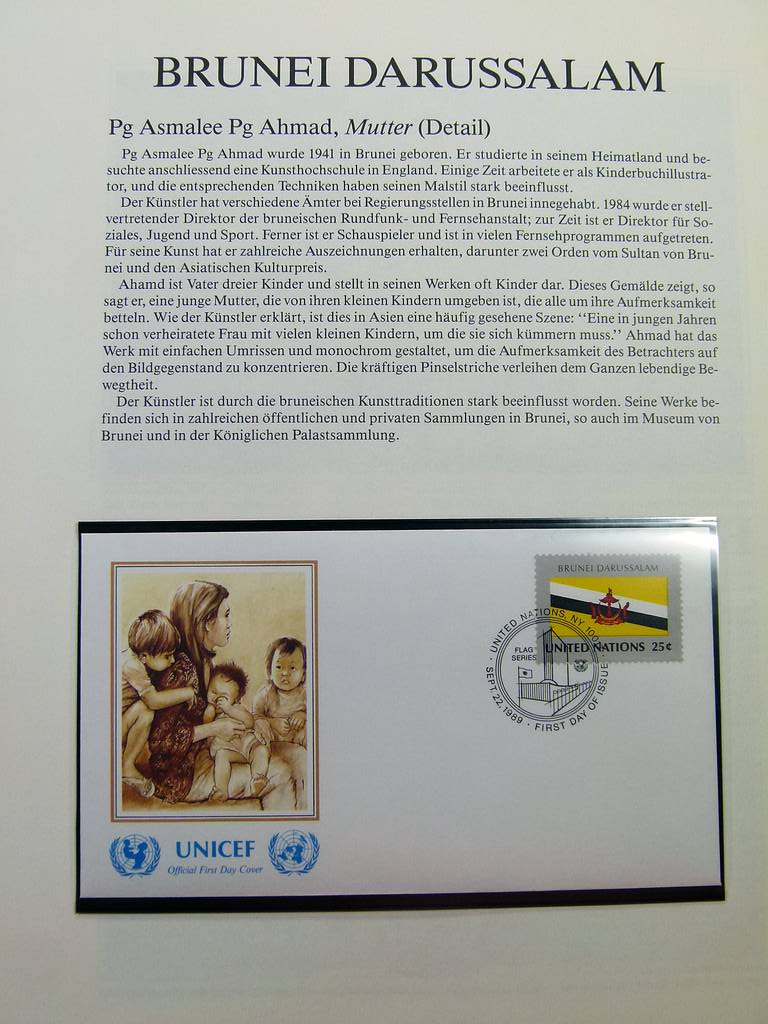 BRUNEI DARUSSALAM
Pg Asmalee Pg Ahmad, Mutter (Detail)
Pg Asmalee Pg Ahmad wurde 1941 in Brunei geboren. Er studierte in seinem Heimatland und be-
suchte anschliessend eine Kunsthochschule in England. Einige Zeit arbeitete er als Kinderbuchillustra-
tor, und die entsprechenden Techniken haben seinen Malstil stark beeinflusst.
Der Künstler hat verschiedene Ämter bei Regierungsstellen in Brunei innegehabt. 1984 wurde er stell-
vertretender Direktor der bruneischen Rundfunk- und Fernsehanstalt; zur Zeit ist er Direktor für So-
ziales, Jugend und Sport. Ferner ist er Schauspieler und ist in vielen Fernsehprogrammen aufgetreten.
Für seine Kunst hat er zahlreiche Auszeichnungen erhalten, darunter zwei Orden vom Sultan von Bru-
nei und den Asiatischen Kulturpreis.
Ahamd ist Vater dreier Kinder und stellt in seinen Werken oft Kinder dar. Dieses Gemälde zeigt, so
sagt er, eine junge Mutter, die von ihren kleinen Kindern umgeben ist, die alle um ihre Aufmerksamkeit
betteln. Wie der Künstler erklärt, ist dies in Asien eine häufig gesehene Szene: “Eine in jungen Jahren
schon verheiratete Frau mit vielen kleinen Kindern, um die sie sich kümmern muss.” Ahmad hat das
Werk mit einfachen Umrissen und monochrom gestaltet, um die Aufmerksamkeit des Betrachters auf
den Bildgegenstand zu konzentrieren. Die kräftigen Pinselstriche verleihen dem Ganzen lebendige Be-
wegtheit.
Der Künstler ist durch die bruneischen Kunsttraditionen stark beeinflusst worden. Seine Werke be-
finden sich in zahlreichen öffentlichen und privaten Sammlungen in Brunei, so auch im Museum von
Brunei und in der Königlichen Palastsammlung.
BRUNEI DARUSSALAM
UNITED NATIONS 25¢
UNITED NATIONS, NY
FLAG
SERIES
SEPT. 22, 1989 · FIRST DAY OF ISSUE
UNICEF
Official First Day Cover